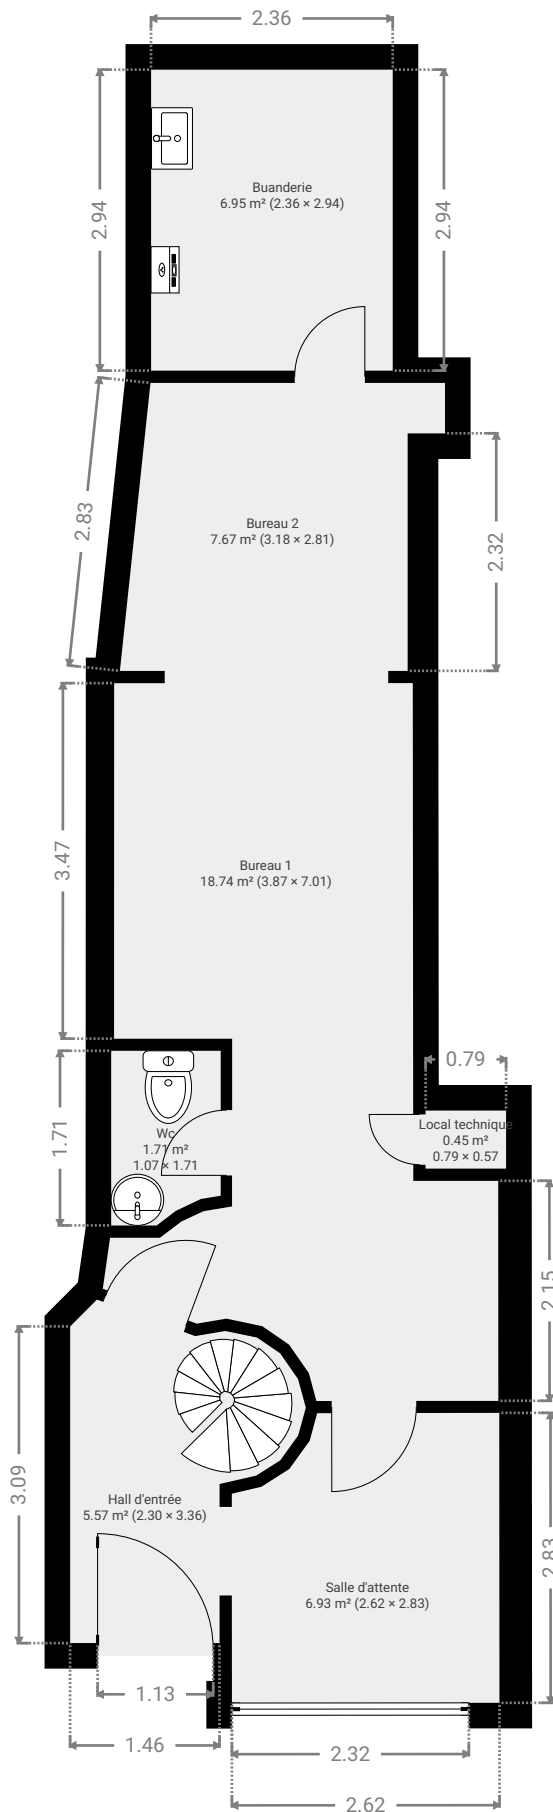 2.36
2.94
2.94
Buanderie
6.95 m² (2.36 × 2.94)
2.83
Bureau 2
7.67 m² (3.18 × 2.81)
2.32
3.47
Bureau 1
18.74 m² (3.87 × 7.01)
0.79
Local technique
0.45 m²
0.79 × 0.57
1.71
Wc
1.71 m²
1.07 × 1.71
2.15
3.09
Hall d'entrée
5.57 m² (2.30 × 3.36)
2.83
Salle d'attente
6.93 m² (2.62 × 2.83)
1.13
1.46
2.32
2.62